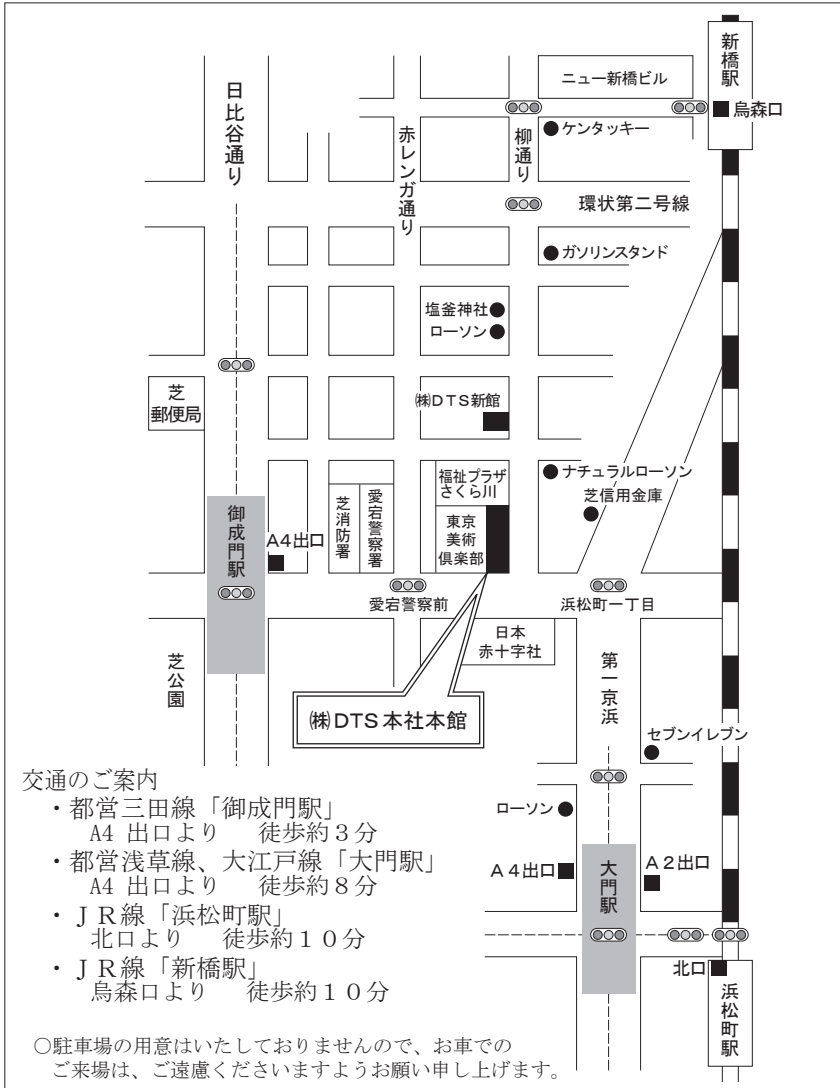 新橋駅
ニュー新橋ビル
烏森口
日比谷通り
赤レンガ通り
柳通り
ケンタッキー
環状第二号線
ガソリンスタンド
塩釜神社
ローソン
芝
郵便局
㈱DTS新館
御成門駅
A4出口
芝消防署
愛宕警察署
福祉プラザ
さくら川
東京
美術
倶楽部
ナチュラルローソン
芝信用金庫
愛宕警察前
浜松町一丁目
芝公園
日本
赤十字社
第一京浜
㈱DTS本社本館
セブンイレブン
ローソン
A4出口
大門駅
A2出口
北口
浜松町駅
交通のご案内
・都営三田線「御成門駅」
A4 出口より 徒歩約3分
・都営浅草線、大江戸線「大門駅」
A4 出口より 徒歩約8分
・JR線「浜松町駅」
北口より 徒歩約10分
・JR線「新橋駅」
烏森口より 徒歩約10分
○駐車場の用意はいたしておりませんので、お車での
ご来場は、ご遠慮くださいますようお願い申し上げます。